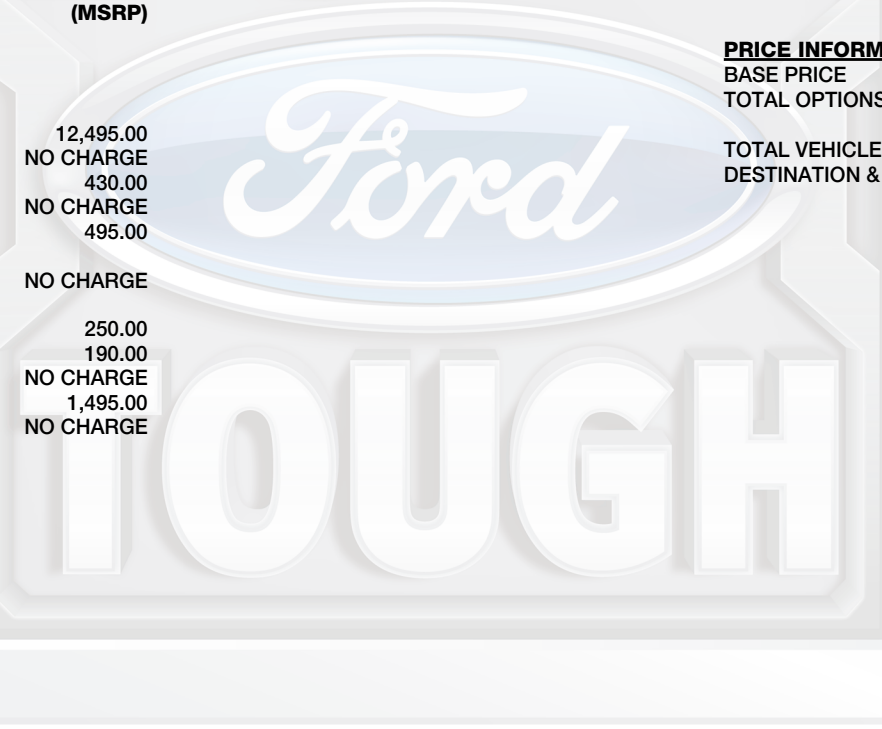 (MSRP)
12,495.00
NO CHARGE
430.00
NO CHARGE
495.00
NO CHARGE
250.00
190.00
NO CHARGE
1,495.00
NO CHARGE
PRICE INFORM
BASE PRICE
TOTAL OPTIONS
TOTAL VEHICLE
DESTINATION &
Ford
TOUGH